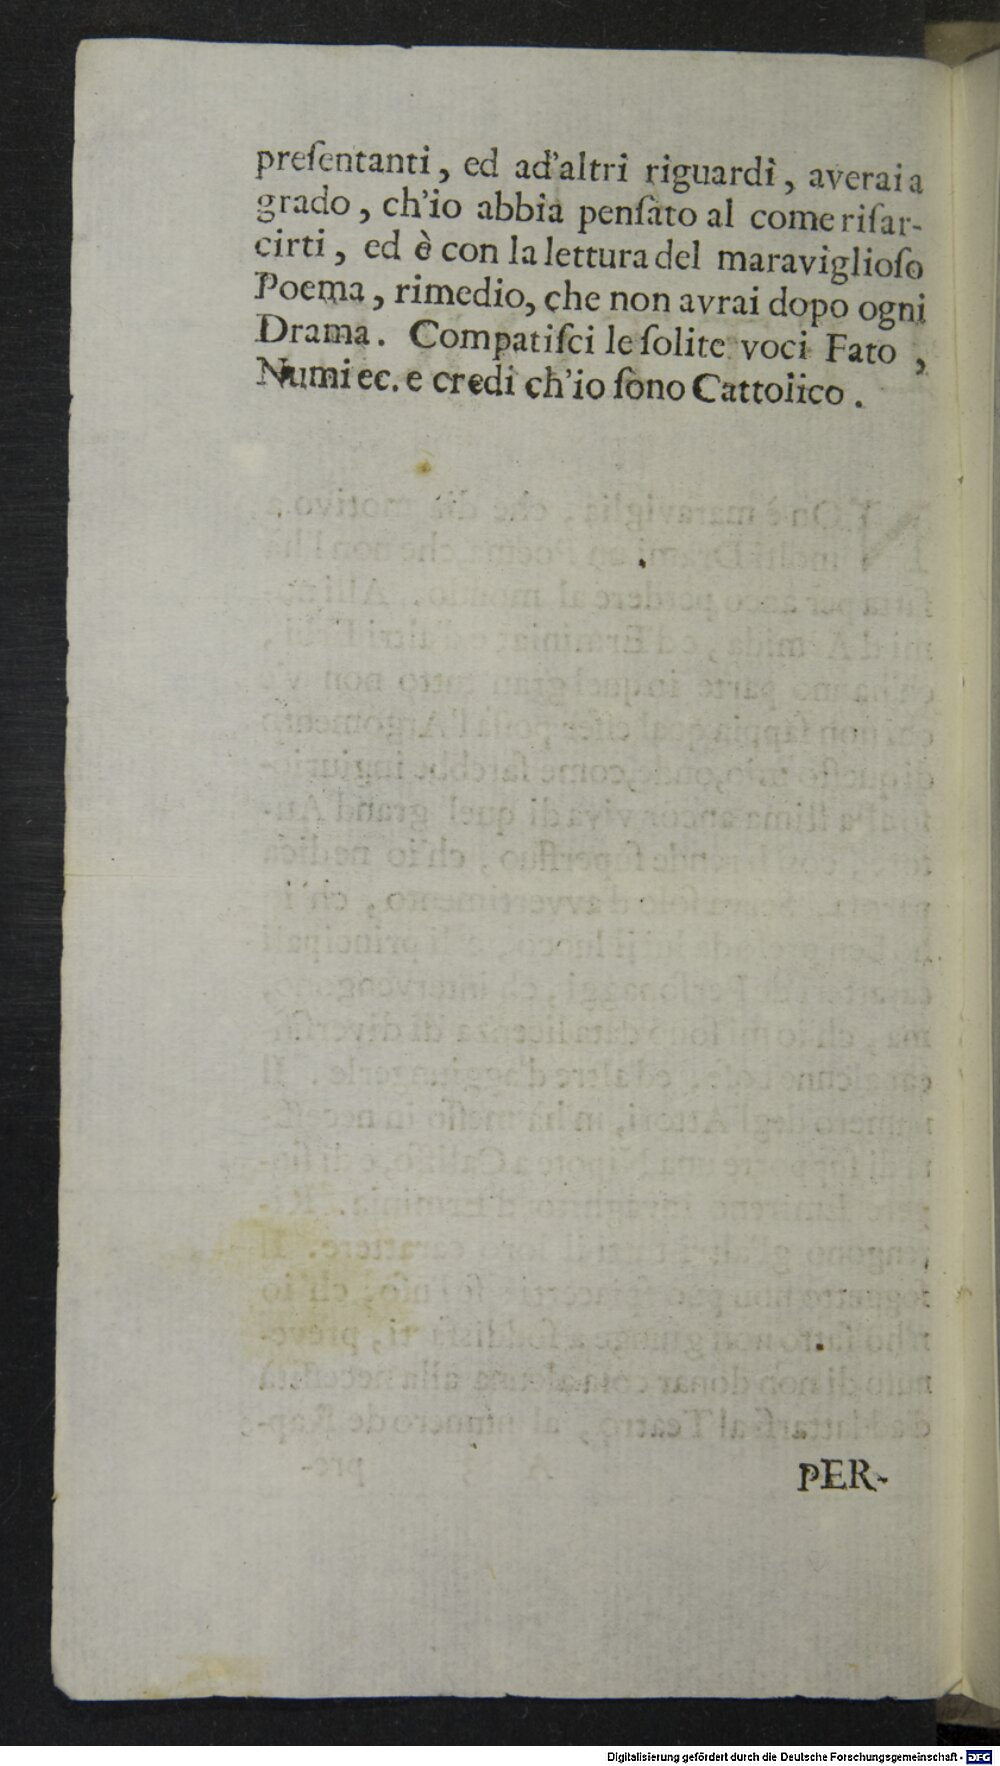 preſentanti, ed ad'altri riguardi, averai a
grado, ch'io abbia penſato al come riſar-
cirti, ed è con la lettura del maraviglioſo
Poema, rimedio, che non avrai dopo ogni
Drama. Compatiſci le ſolite voci Fato,
Numi ec. e credi ch'io ſono Cattolico.
PER-
Digitalisierung gefördert durch die Deutsche Forschungsgemeinschaft - DFG